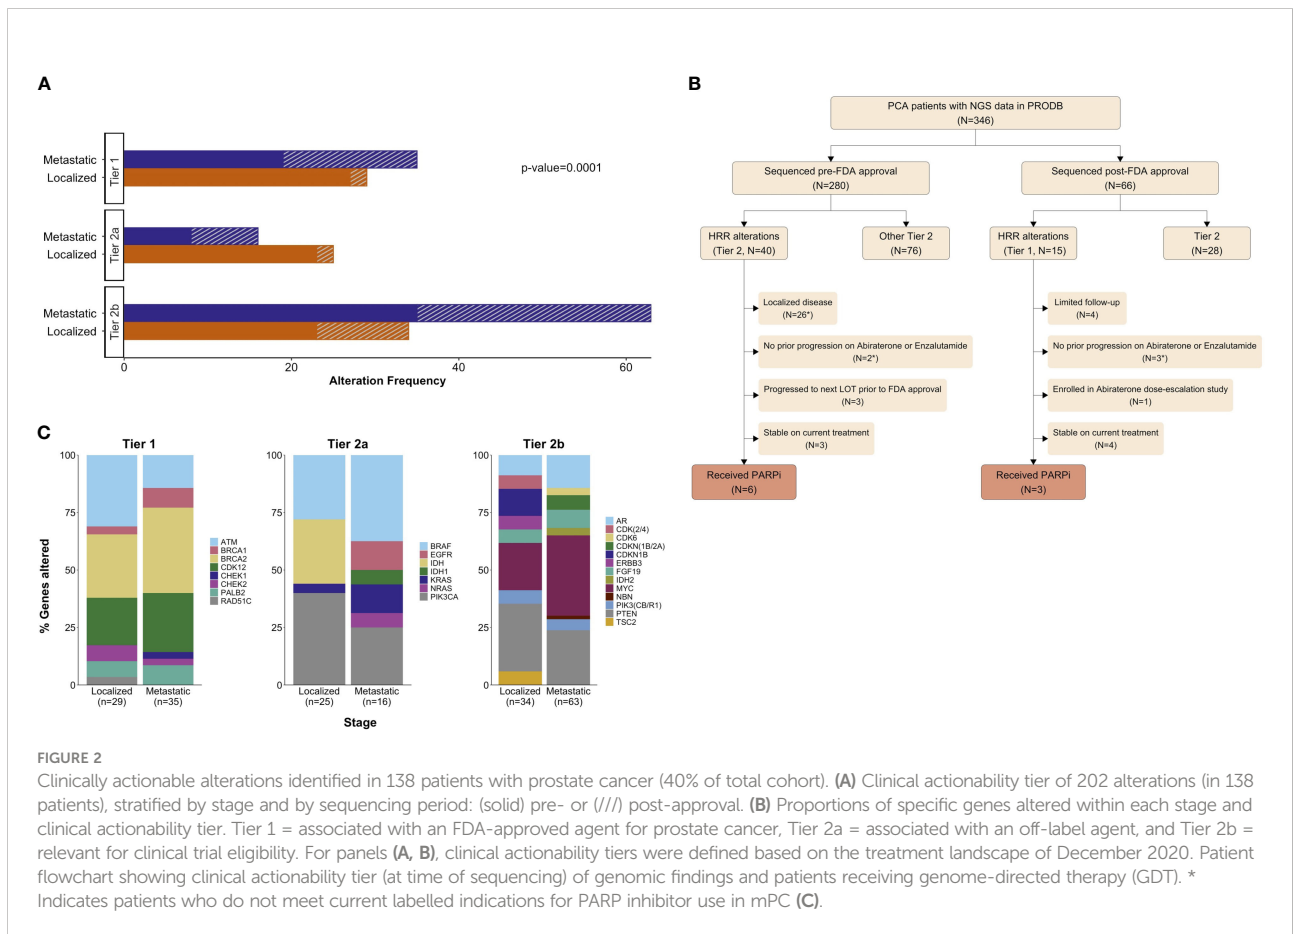 A
Metastatic
Localized
Tier 1
p-value=0.0001
Metastatic
Localized
Tier 2a
Metastatic
Localized
Tier 2b
0
20
40
60
Alteration Frequency
B
PCA patients with NGS data in PRODB
(N=346)
Sequenced pre-FDA approval
(N=280)
Sequenced post-FDA approval
(N=66)
HRR alterations
(Tier 2, N=40)
Other Tier 2
(N=76)
HRR alterations
(Tier 1, N=15)
Tier 2
(N=28)
Localized disease
(N=26*)
No prior progression on Abiraterone or Enzalutamide
(N=2*)
Progressed to next LOT prior to FDA approval
(N=3)
Stable on current treatment
(N=3)
Received PARPi
(N=6)
Limited follow-up
(N=4)
No prior progression on Abiraterone or Enzalutamide
(N=3*)
Enrolled in Abiraterone dose-escalation study
(N=1)
Stable on current treatment
(N=4)
Received PARPi
(N=3)
C
% Genes altered
Tier 1
100
75
50
25
0
Localized
(n=29)
Metastatic
(n=35)
ATM
BRCA1
BRCA2
CDK12
CHEK1
CHEK2
PALB2
RAD51C
Tier 2a
100
75
50
25
0
Localized
(n=25)
Metastatic
(n=16)
BRAF
EGFR
IDH
IDH1
KRAS
NRAS
PIK3CA
Tier 2b
100
75
50
25
0
Localized
(n=34)
Metastatic
(n=63)
AR
CDK(2/4)
CDK6
CDKN(1B/2A)
CDKN1B
ERBB3
FGF19
IDH2
MYC
NBN
PIK3(CB/R1)
PTEN
TSC2
Stage
FIGURE 2
Clinically actionable alterations identified in 138 patients with prostate cancer (40% of total cohort). (A) Clinical actionability tier of 202 alterations (in 138
patients), stratified by stage and by sequencing period: (solid) pre- or (///) post-approval. (B) Proportions of specific genes altered within each stage and
clinical actionability tier. Tier 1 = associated with an FDA-approved agent for prostate cancer, Tier 2a = associated with an off-label agent, and Tier 2b =
relevant for clinical trial eligibility. For panels (A, B), clinical actionability tiers were defined based on the treatment landscape of December 2020. Patient
flowchart showing clinical actionability tier (at time of sequencing) of genomic findings and patients receiving genome-directed therapy (GDT). *
Indicates patients who do not meet current labelled indications for PARP inhibitor use in mPC (C).